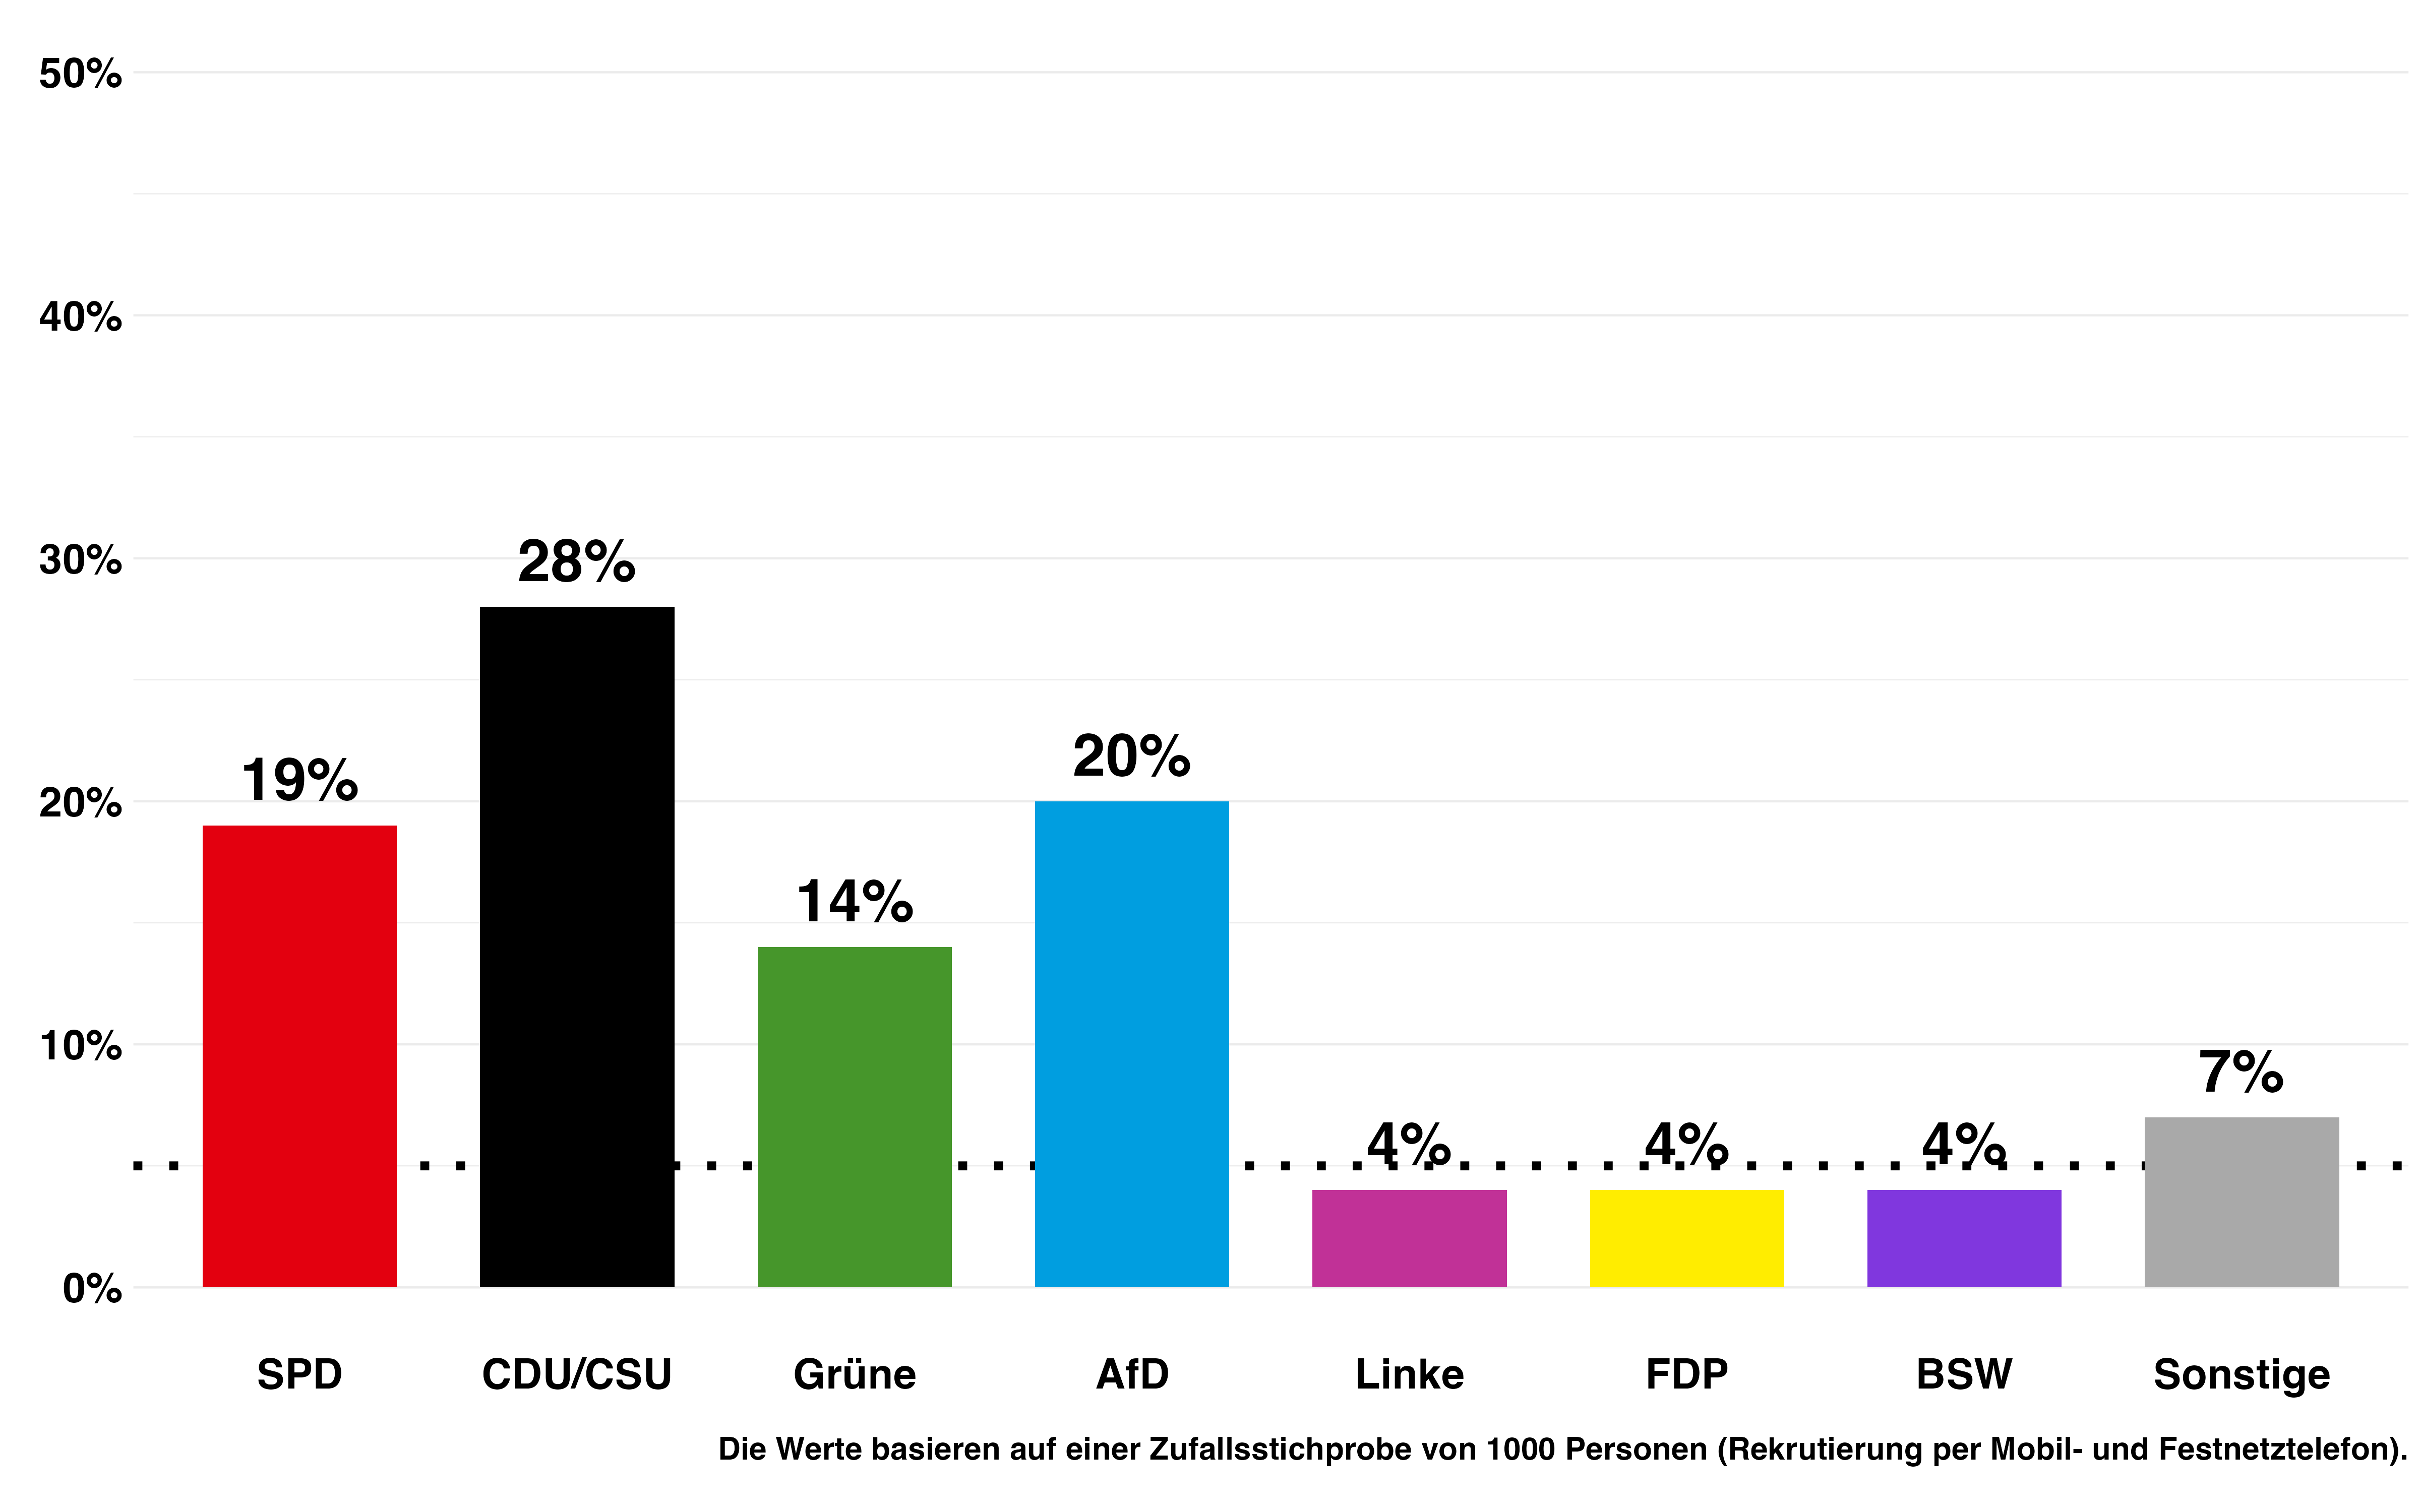 50%
40%
30%
20%
10%
0%
19%
28%
14%
20%
4%
4%
4%
7%
SPD
CDU/CSU
Grüne
AfD
Linke
FDP
BSW
Sonstige
Die Werte basieren auf einer Zufallsstichprobe von 1000 Personen (Rekrutierung per Mobil- und Festnetztelefon).